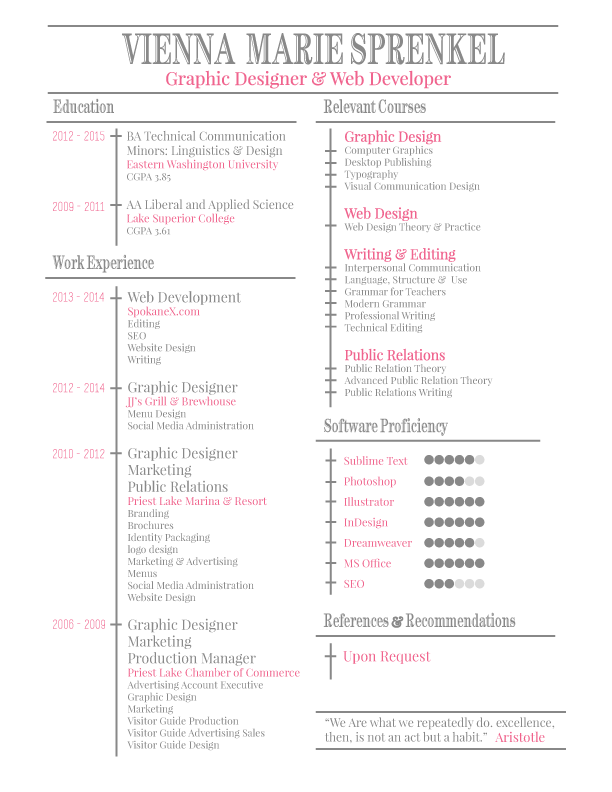 VIENNA MARIE SPRENKEL
Graphic Designer & Web Developer
Education
2012 - 2015
BA Technical Communication
Minors: Linguistics & Design
Eastern Washington University
CGPA 3.85
2009 - 2011
AA Liberal and Applied Science
Lake Superior College
CGPA 3.61
Work Experience
2013 - 2014
Web Development
SpokaneX.com
Editing
SEO
Website Design
Writing
2012 - 2014
Graphic Designer
JJ's Grill & Brewhouse
Menu Design
Social Media Administration
2010 - 2012
Graphic Designer
Marketing
Public Relations
Priest Lake Marina & Resort
Branding
Brochures
Identity Packaging
logo design
Marketing & Advertising
Menus
Social Media Administration
Website Design
2006 - 2009
Graphic Designer
Marketing
Production Manager
Priest Lake Chamber of Commerce
Advertising Account Executive
Graphic Design
Marketing
Visitor Guide Production
Visitor Guide Advertising Sales
Visitor Guide Design
Relevant Courses
Graphic Design
Computer Graphics
Desktop Publishing
Typography
Visual Communication Design
Web Design
Web Design Theory & Practice
Writing & Editing
Interpersonal Communication
Language, Structure & Use
Grammar for Teachers
Modern Grammar
Professional Writing
Technical Editing
Public Relations
Public Relation Theory
Advanced Public Relation Theory
Public Relations Writing
Software Proficiency
Sublime Text
Photoshop
Illustrator
InDesign
Dreamweaver
MS Office
SEO
References & Recommendations
Upon Request
“We Are what we repeatedly do. excellence,
then, is not an act but a habit.” Aristotle